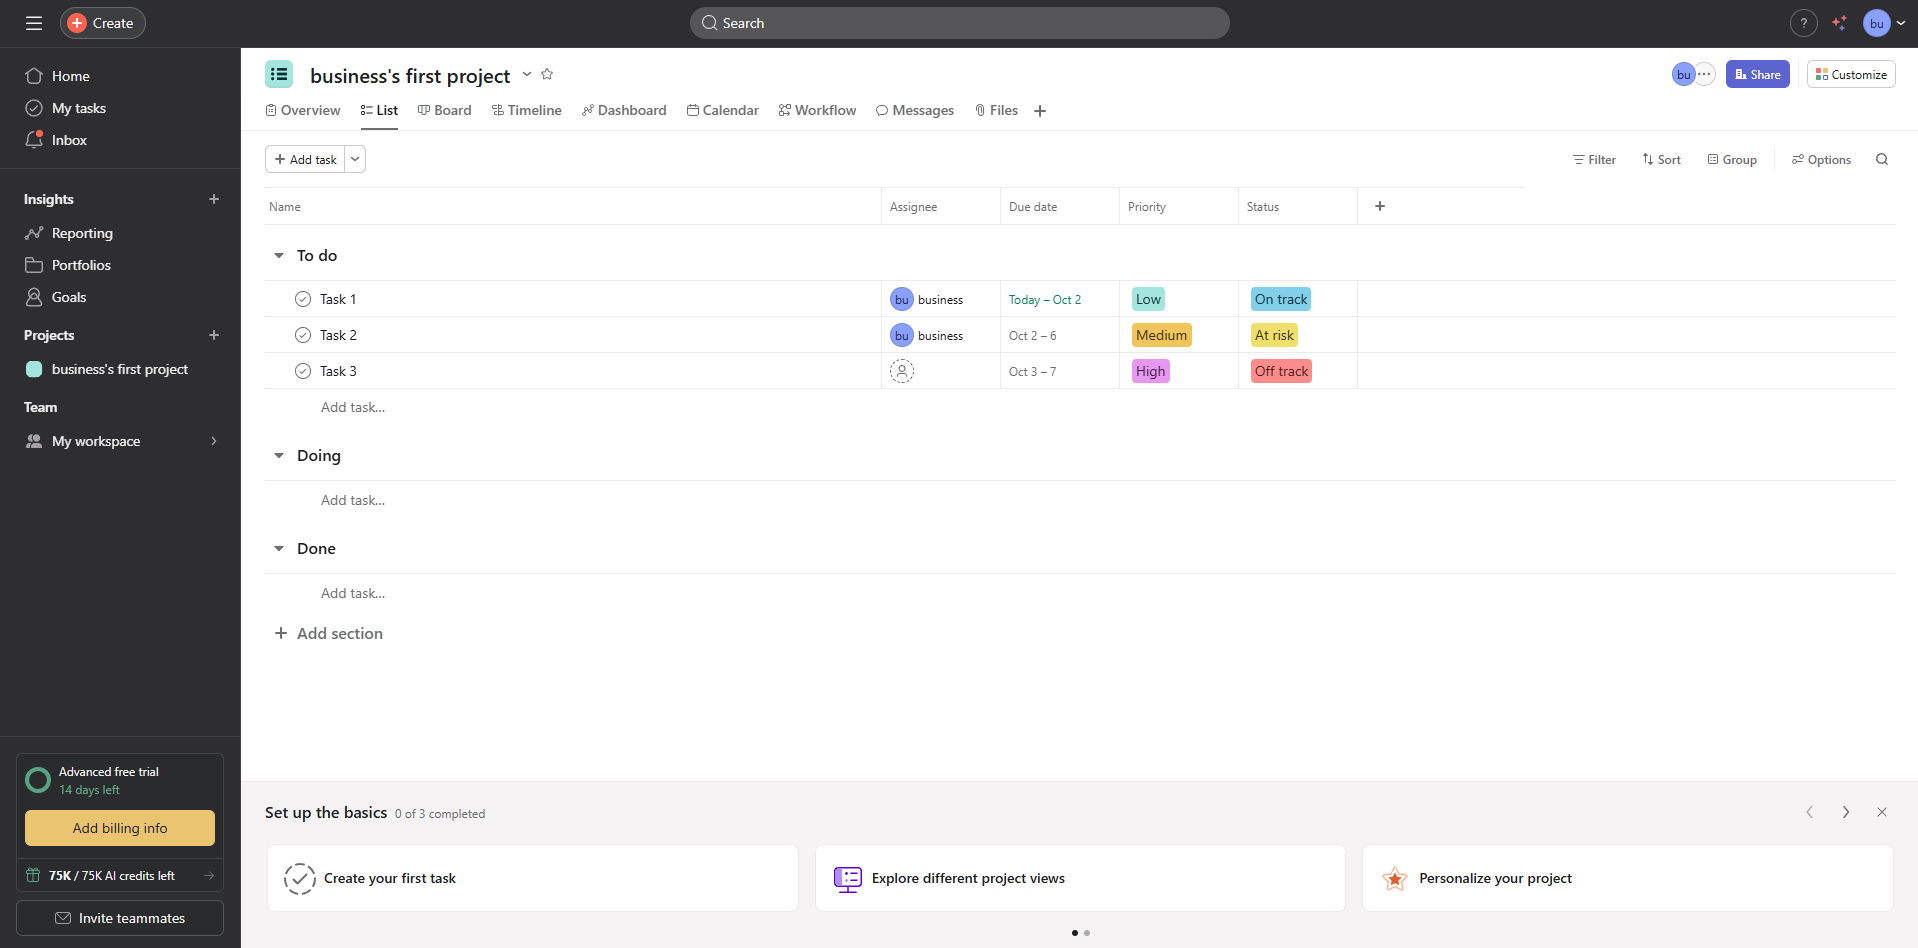 Create
Search
?
bu
Home
My tasks
Inbox
Insights
Reporting
Portfolios
Goals
Projects
business's first project
Team
My workspace
Advanced free trial
14 days left
Add billing info
75K / 75K AI credits left
Invite teammates
business's first project
bu
Share
Customize
Overview
List
Board
Timeline
Dashboard
Calendar
Workflow
Messages
Files
Add task
Filter
Sort
Group
Options
Name Assignee Due date Priority Status
To do
Task 1 bu business Today – Oct 2 Low On track
Task 2 bu business Oct 2 – 6 Medium At risk
Task 3 Oct 3 – 7 High Off track
Add task...
Doing
Add task...
Done
Add task...
Add section
Set up the basics 0 of 3 completed
Create your first task
Explore different project views
Personalize your project